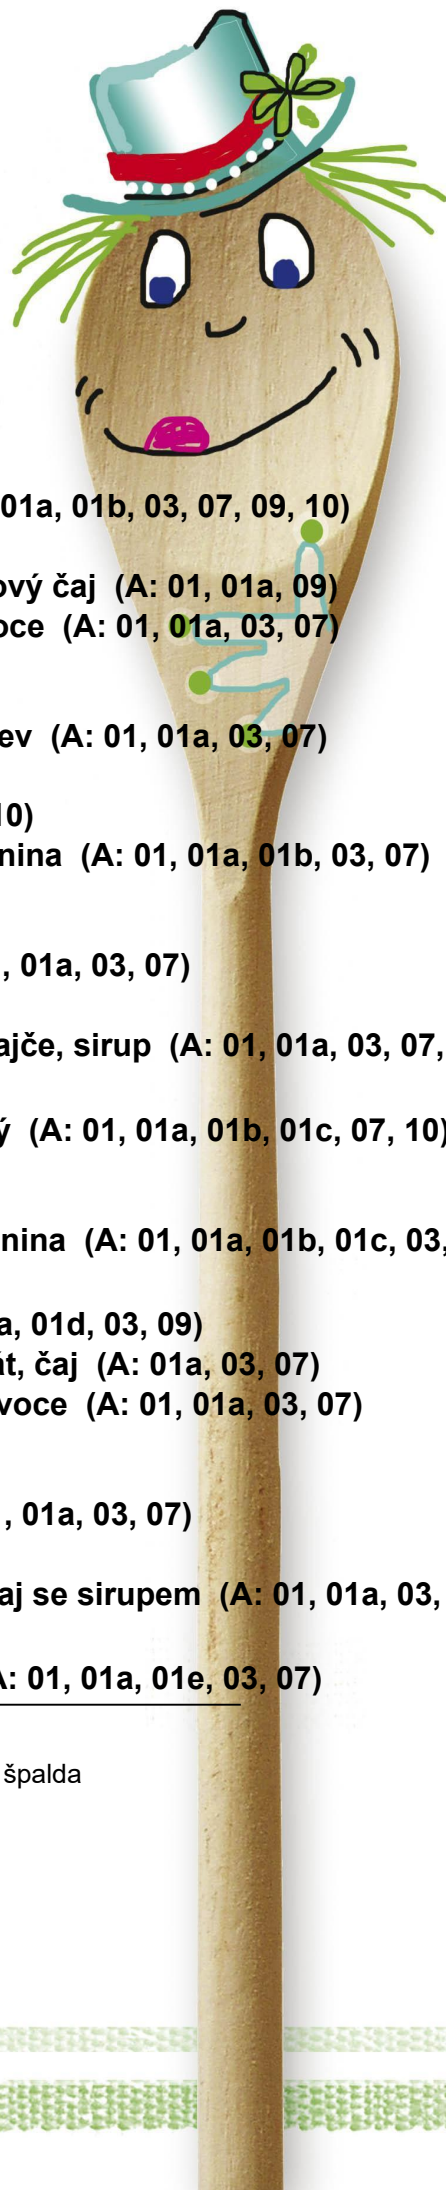 01a, 01b, 03, 07, 09, 10)
ový čaj (A: 01, 01a, 09)
oce (A: 01, 01a, 03, 07)
ev (A: 01, 01a, 03, 07)
10)
nina (A: 01, 01a, 01b, 03, 07)
, 01a, 03, 07)
ajče, sirup (A: 01, 01a, 03, 07,
ý (A: 01, 01a, 01b, 01c, 07, 10)
nina (A: 01, 01a, 01b, 01c, 03,
a, 01d, 03, 09)
át, čaj (A: 01a, 03, 07)
voce (A: 01, 01a, 03, 07)
, 01a, 03, 07)
aj se sirupem (A: 01, 01a, 03,
A: 01, 01a, 01e, 03, 07)
špalda